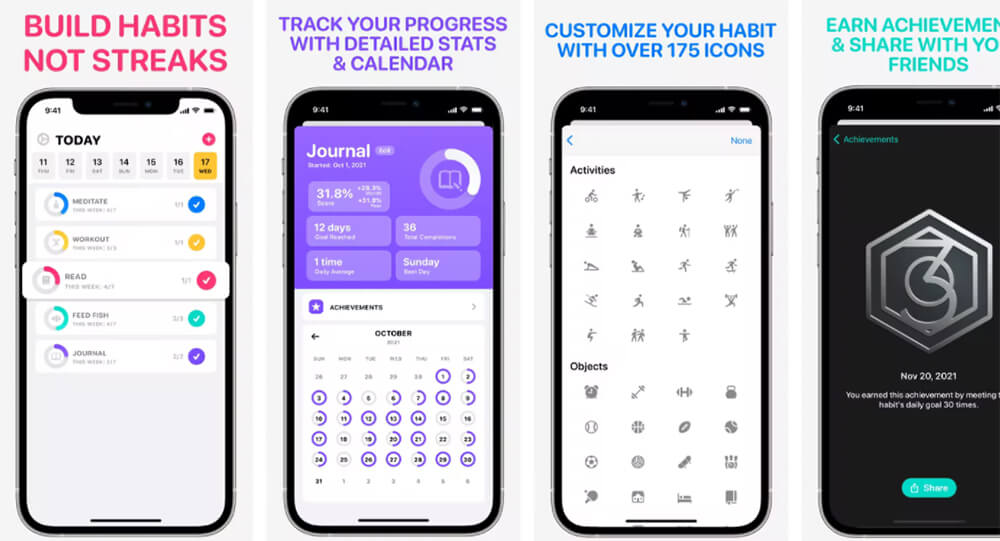 BUILD HABITS
NOT STREAKS
9:41
TODAY
11 12 13 14 15 16 17
THU FRI SAT SUN MON TUE WED
MEDITATE
THIS WEEK: 4/7
1/1
WORKOUT
THIS WEEK: 3/3
1/1
READ
THIS WEEK: 4/7
1/1
FEED FISH
THIS WEEK: 4/7
2/2
JOURNAL
THIS WEEK: 2/7
2/2
TRACK YOUR PROGRESS
WITH DETAILED STATS
& CALENDAR
9:41
Journal Edit
Started: Oct 1, 2021
31.8%
Score
+29.3%
+31.8%
12 days
Goal Reached
36
Total Completions
1 time
Daily Average
Sunday
Best Day
ACHIEVEMENTS
OCTOBER
2021
SUN MON TUE WED THU FRI SAT
26 27 28 29 30 1 2
3 4 5 6 7 8 9
10 11 12 13 14 15 16
17 18 19 20 21 22 23
24 25 26 27 28 29 30
31 1 2 3 4 5 6
CUSTOMIZE YOUR HABIT
WITH OVER 175 ICONS
9:41
None
Activities
Objects
EARN ACHIEVEMEN
& SHARE WITH YO
FRIENDS
9:41
Achievements
30
Nov 20, 2021
You earned this achievement by meeting t
habit's daily goal 30 times.
Share